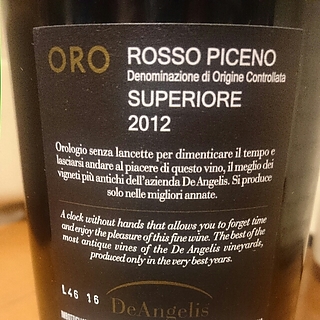 ORO
ROSSO PICENO
Denominazione di Origine Controllata
SUPERIORE
2012
Orologio senza lancette per dimenticare il tempo e
lasciarsi andare al piacere di questo vino, il meglio dei
vigneti più antichi dell'azienda De Angelis. Si produce
solo nelle migliori annate.
A clock without hands that allows you to forget time
and enjoy the pleasure of this fine wine. The best of the
most antique vines of the De Angelis vineyards,
produced only in the very best years.
L46 16
DeAngelis